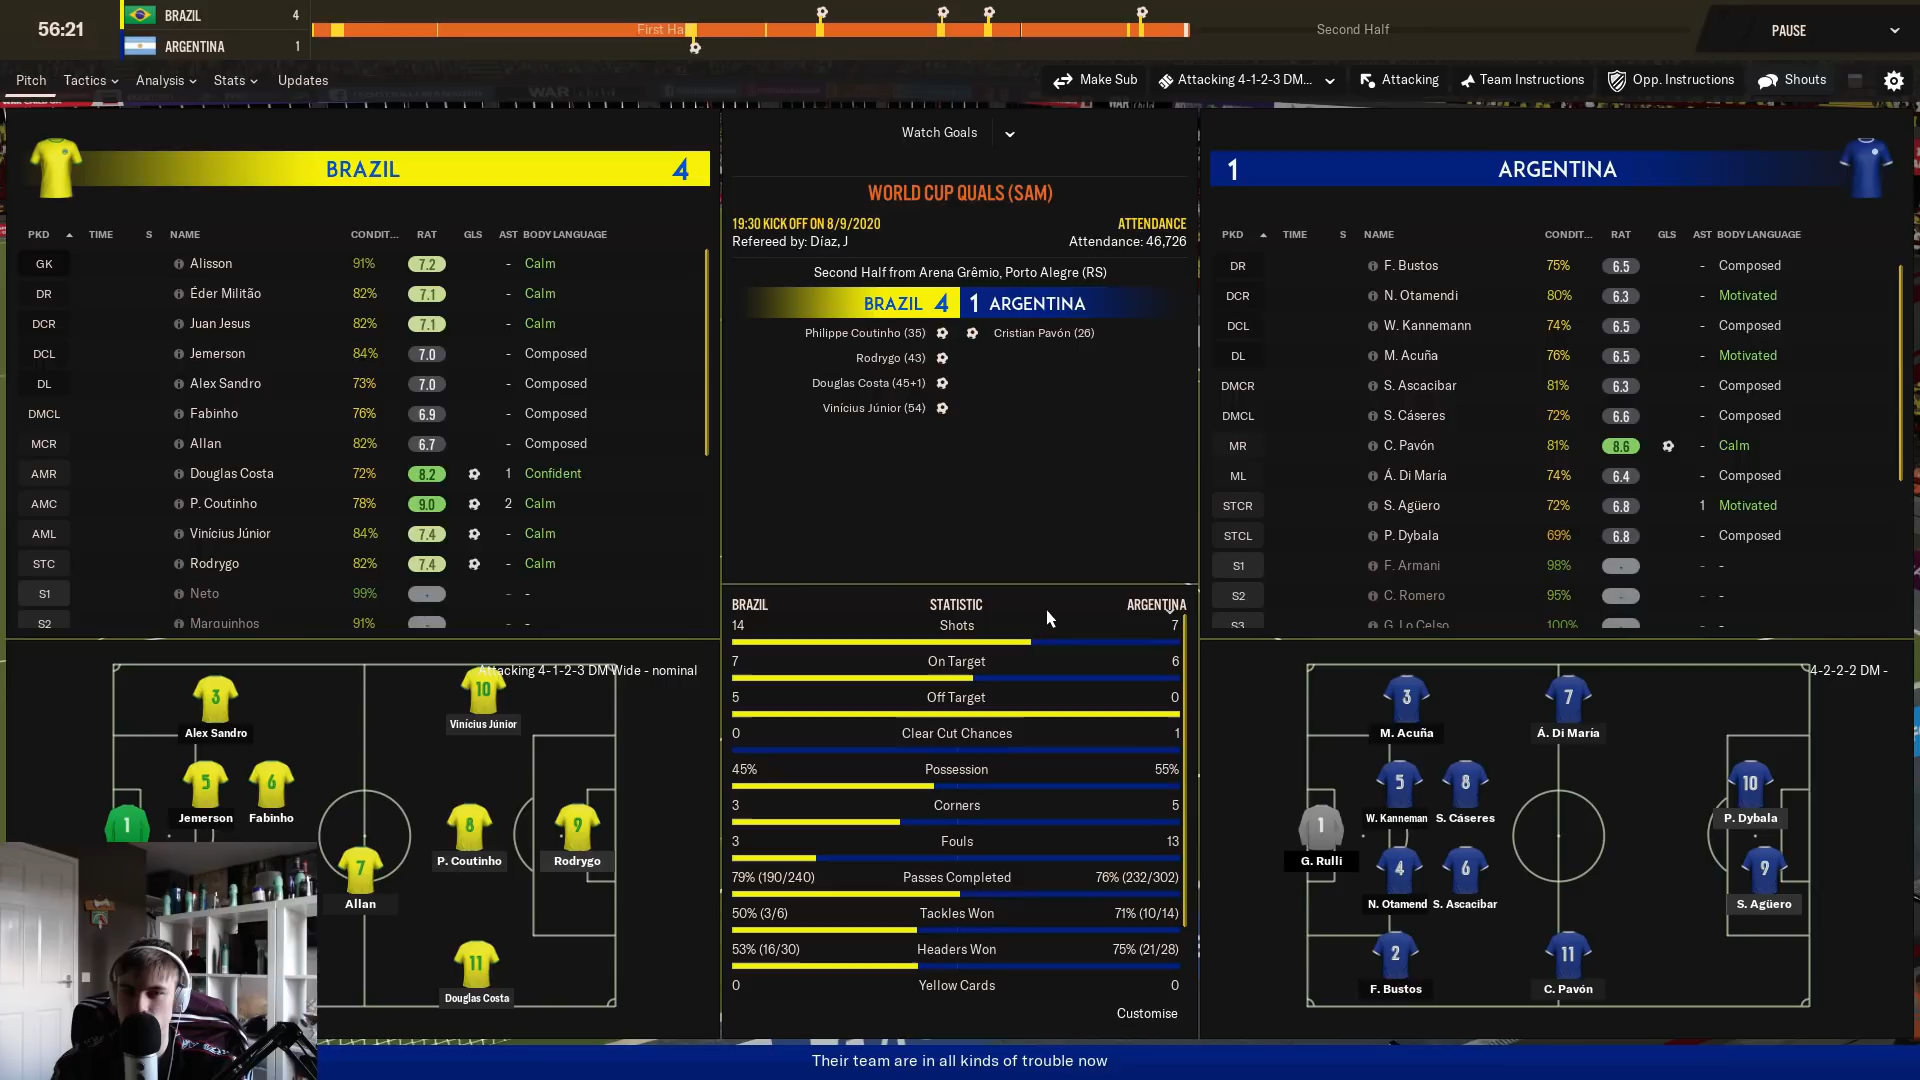 56:21
BRAZIL 4
ARGENTINA 1
First Ha
Second Half
PAUSE
Pitch Tactics Analysis Stats Updates
Make Sub Attacking 4-1-2-3 DM... Attacking Team Instructions Opp. Instructions Shouts
BRAZIL 4
PKD TIME S NAME CONDIT... RAT GLS AST BODY LANGUAGE
GK Alisson 91% 7.2 - Calm
DR Éder Militão 82% 7.1 - Calm
DCR Juan Jesus 82% 7.1 - Calm
DCL Jemerson 84% 7.0 - Composed
DL Alex Sandro 73% 7.0 - Composed
DMCL Fabinho 76% 6.9 - Composed
MCR Allan 82% 6.7 - Composed
AMR Douglas Costa 72% 8.2 1 Confident
AMC P. Coutinho 78% 9.0 2 Calm
AML Vinícius Júnior 84% 7.4 - Calm
STC Rodrygo 82% 7.4 - Calm
S1 Neto 99% - - -
S2 Marquinhos 91% - - -
Watch Goals
WORLD CUP QUALS (SAM)
19:30 KICK OFF ON 8/9/2020 ATTENDANCE
Refereed by: Díaz, J Attendance: 46,726
Second Half from Arena Grêmio, Porto Alegre (RS)
BRAZIL 4 1 ARGENTINA
Philippe Coutinho (35) Cristian Pavón (26)
Rodrygo (43)
Douglas Costa (45+1)
Vinícius Júnior (54)
1 ARGENTINA
PKD TIME S NAME CONDIT... RAT GLS AST BODY LANGUAGE
DR F. Bustos 75% 6.5 - Composed
DCR N. Otamendi 80% 6.3 - Motivated
DCL W. Kannemann 74% 6.5 - Composed
DL M. Acuña 76% 6.5 - Motivated
DMCR S. Ascacibar 81% 6.3 - Composed
DMCL S. Cáseres 72% 6.6 - Composed
MR C. Pavón 81% 8.6 - Calm
ML Á. Di María 74% 6.4 - Composed
STCR S. Agüero 72% 6.8 1 Motivated
STCL P. Dybala 69% 6.8 - Composed
S1 F. Armani 98% - - -
S2 C. Romero 95% - - -
S3 G. Lo Celso 100% - - -
BRAZIL STATISTIC ARGENTINA
14 Shots 7
7 On Target 6
5 Off Target 0
0 Clear Cut Chances 1
45% Possession 55%
3 Corners 5
3 Fouls 13
79% (190/240) Passes Completed 76% (232/302)
50% (3/6) Tackles Won 71% (10/14)
53% (16/30) Headers Won 75% (21/28)
0 Yellow Cards 0
Customise
Attacking 4-1-2-3 DM Wide - nominal
3 Alex Sandro
10 Vinícius Júnior
5 Jemerson
6 Fabinho
1
8 P. Coutinho
9 Rodrygo
7 Allan
11 Douglas Costa
4-2-2-2 DM -
3 M. Acuña
7 Á. Di María
5 W. Kanneman
8 S. Cáseres
10 P. Dybala
1 G. Rulli
4 N. Otamend
6 S. Ascacibar
9 S. Agüero
2 F. Bustos
11 C. Pavón
Their team are in all kinds of trouble now